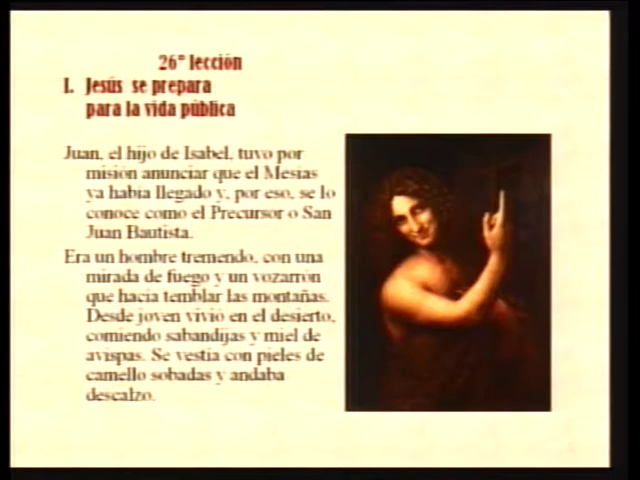 26° lección
I. Jesús se prepara
para la vida pública
Juan, el hijo de Isabel, tuvo por
misión anunciar que el Mesías
ya había llegado y, por eso, se lo
conoce como el Precursor o San
Juan Bautista.
Era un hombre tremendo, con una
mirada de fuego y un vozarrón
que hacía temblar las montañas.
Desde joven vivió en el desierto,
comiendo sabandijas y miel de
avispas. Se vestía con pieles de
camello sobadas y andaba
descalzo.